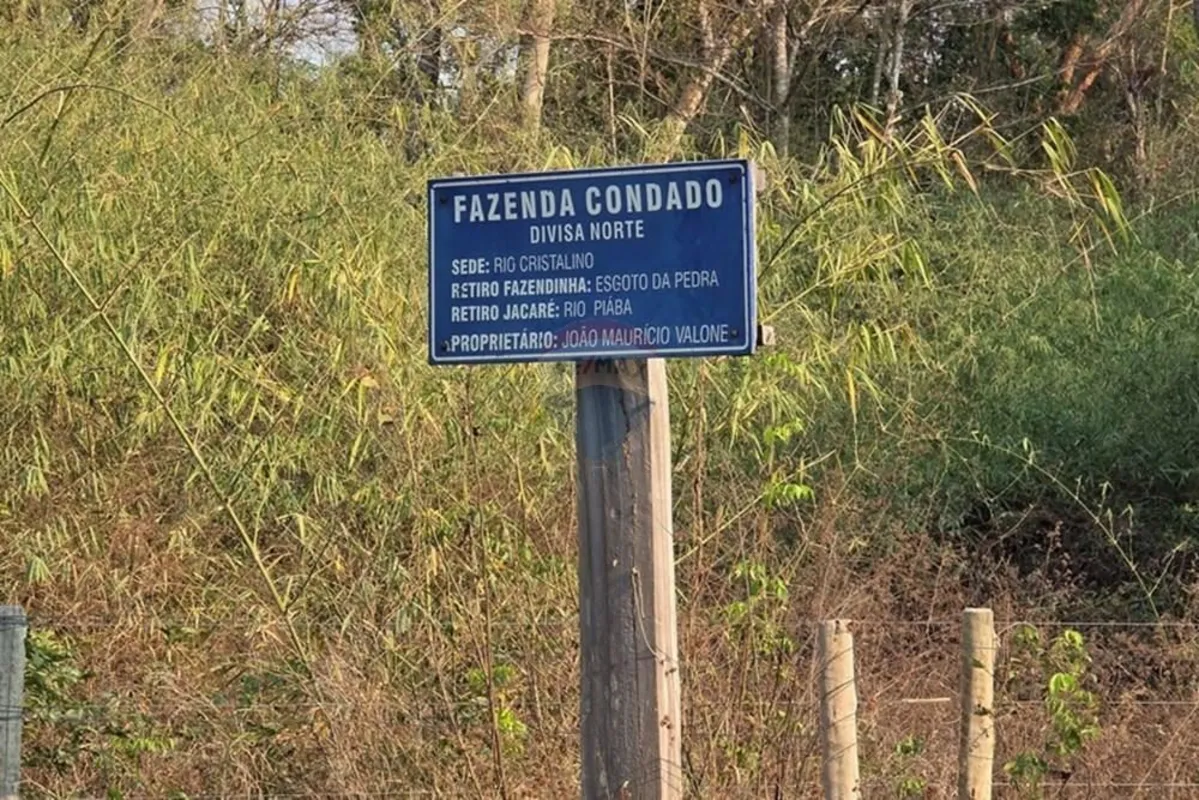 FAZENDA CONDADO
DIVISA NORTE
SEDE: RIO CRISTALINO
RETIRO FAZENDINHA: ESGOTO DA PEDRA
RETIRO JACARÉ: RIO PIÁBA
PROPRIETÁRIO: JOÃO MAURÍCIO VALONE